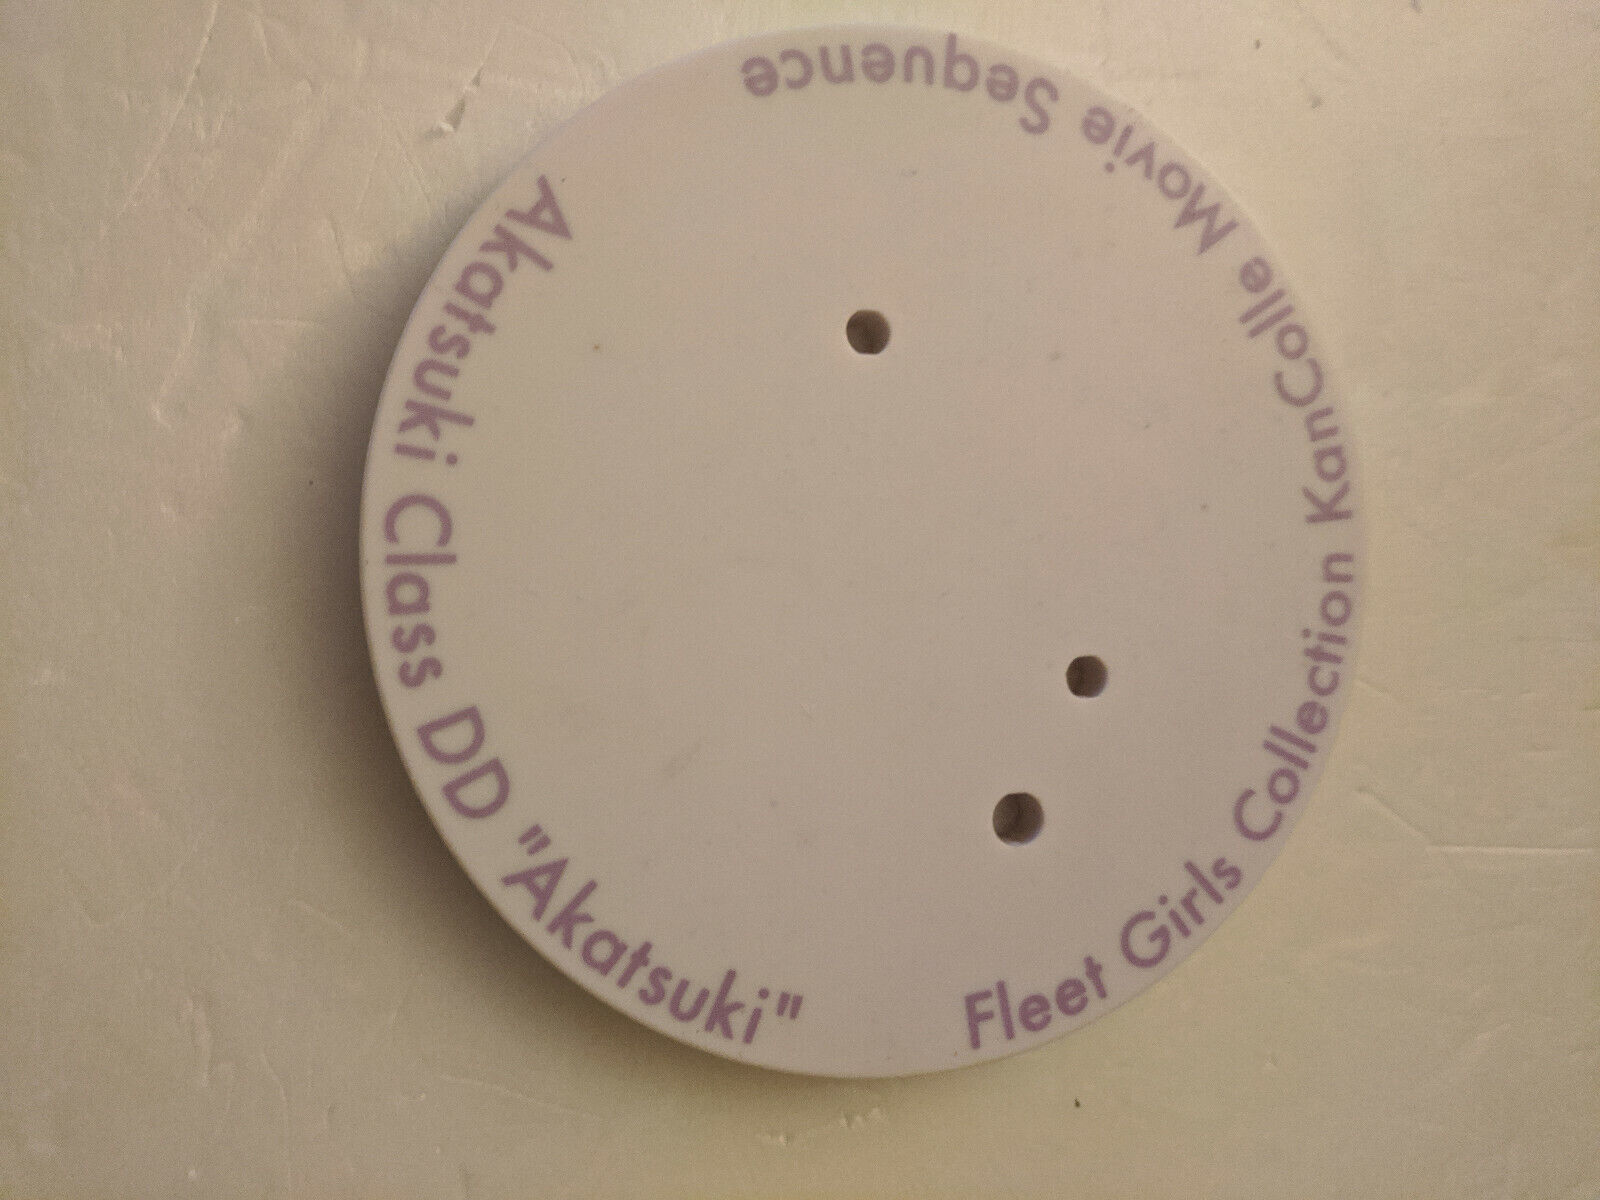 Akatsuki Class DD "Akatsuki"
Fleet Girls Collection KanColle Movie Sequence